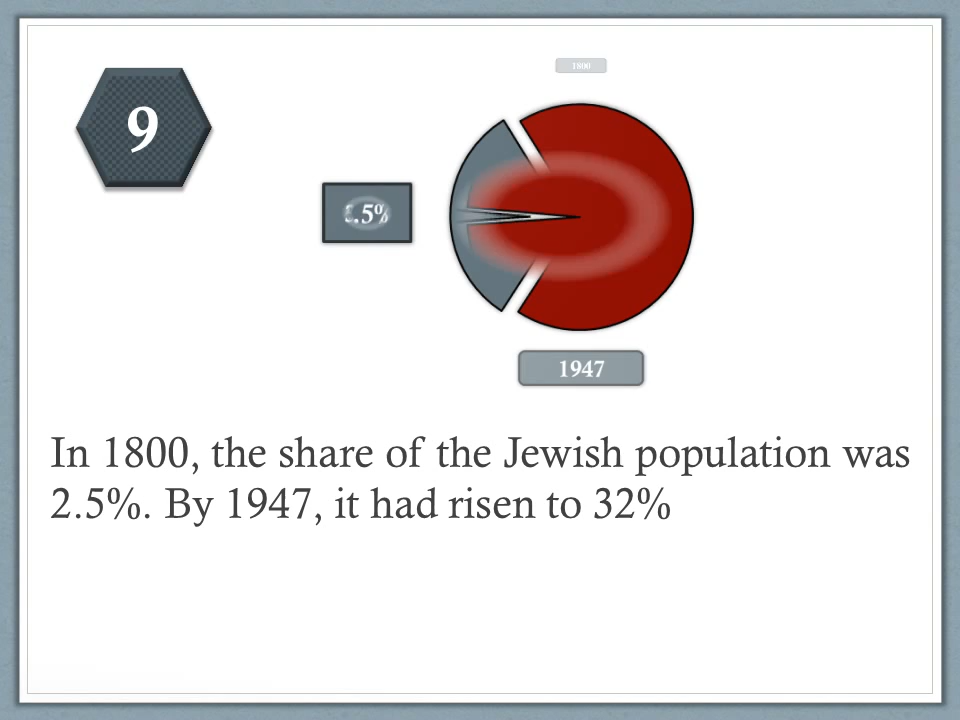 9
1800
.5%
1947
In 1800, the share of the Jewish population was
2.5%. By 1947, it had risen to 32%